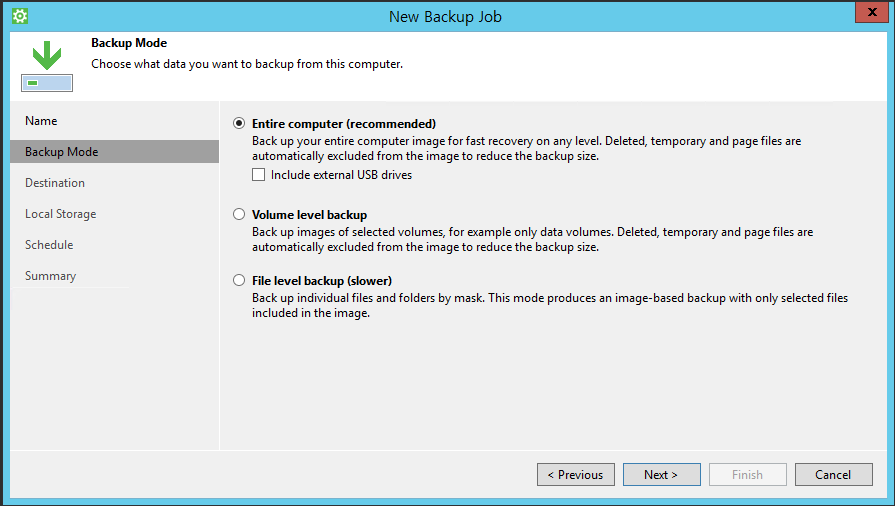 New Backup Job
x
Backup Mode
Choose what data you want to backup from this computer.
Name
Backup Mode
Destination
Local Storage
Schedule
Summary
Entire computer (recommended)
Back up your entire computer image for fast recovery on any level. Deleted, temporary and page files are
automatically excluded from the image to reduce the backup size.
Include external USB drives
Volume level backup
Back up images of selected volumes, for example only data volumes. Deleted, temporary and page files are
automatically excluded from the image to reduce the backup size.
File level backup (slower)
Back up individual files and folders by mask. This mode produces an image-based backup with only selected files
included in the image.
< Previous
Next >
Finish
Cancel